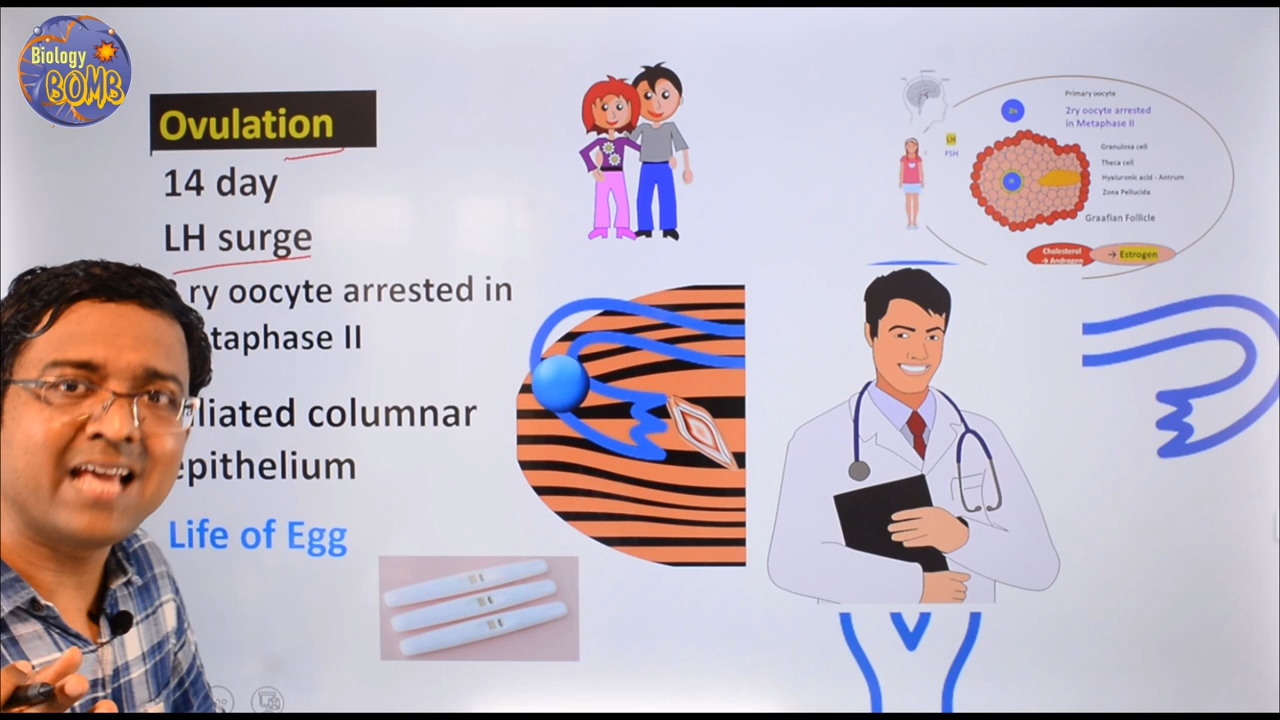 Biology
BOMB
Ovulation
14 day
LH surge
ry oocyte arrested in
taphase II
iliated columnar
epithelium
Life of Egg
Primary oocyte
2n
2ry oocyte arrested
in Metaphase II
LH
FSH
Granulosa cell
Theca cell
Hyaluronic acid - Antrum
Zona Pellucida
n
Graafian Follicle
Cholesterol
→ Androgen
→ Estrogen